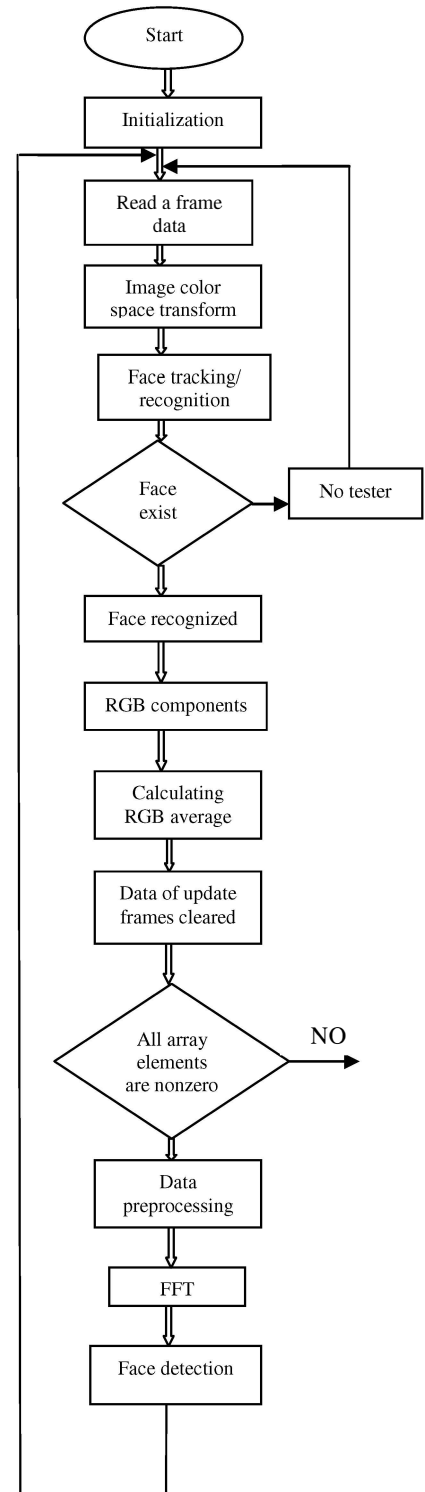 Start
Initialization
Read a frame
data
Image color
space transform
Face tracking/
recognition
Face
exist
No tester
Face recognized
RGB components
Calculating
RGB average
Data of update
frames cleared
All array
elements
are nonzero
NO
Data
preprocessing
FFT
Face detection